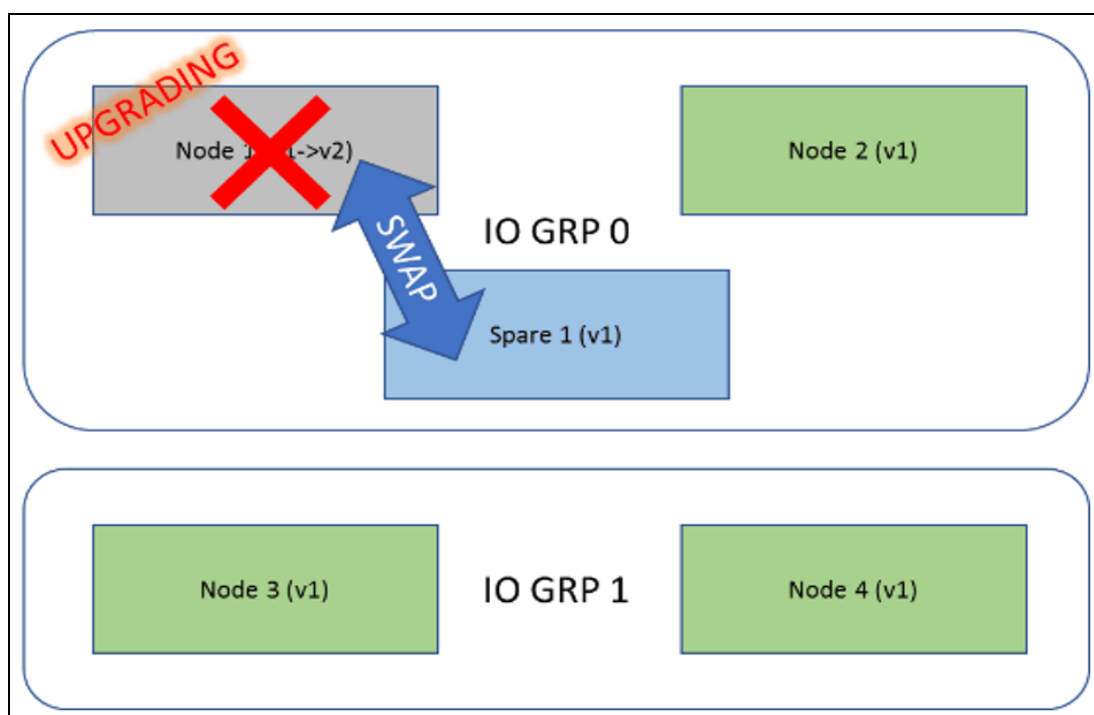 UPGRADING
Node 1 ->v2)
Node 2 (v1)
SWAP
IO GRP 0
Spare 1 (v1)
Node 3 (v1)
IO GRP 1
Node 4 (v1)